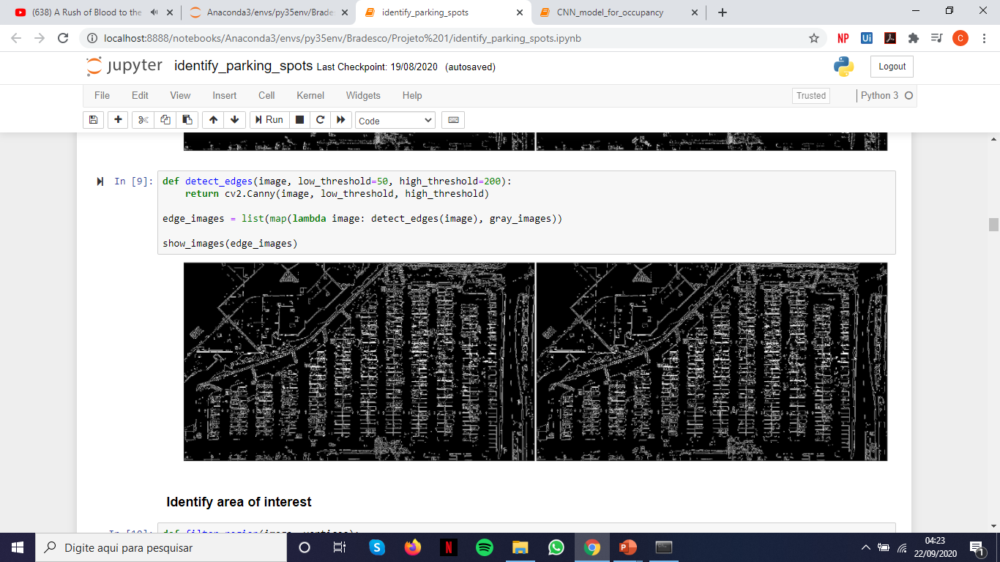 (638) A Rush of Blood to the
Anaconda3/envs/py35env/Brade
identify_parking_spots
CNN_model_for_occupancy
localhost:8888/notebooks/Anaconda3/envs/py35env/Bradesco/Projeto%201/identify_parking_spots.ipynb
NP
Ui
C
jupyter identify_parking_spots Last Checkpoint: 19/08/2020 (autosaved)
Logout
File Edit View Insert Cell Kernel Widgets Help
Trusted
Python 3
Run
Code
In [9]:
def detect_edges(image, low_threshold=50, high_threshold=200):
return cv2.Canny(image, low_threshold, high_threshold)
edge_images = list(map(lambda image: detect_edges(image), gray_images))
show_images(edge_images)
Identify area of interest
In [10]: def filter_region(image, vertices):
Digite aqui para pesquisar
N
04:23
22/09/2020
1